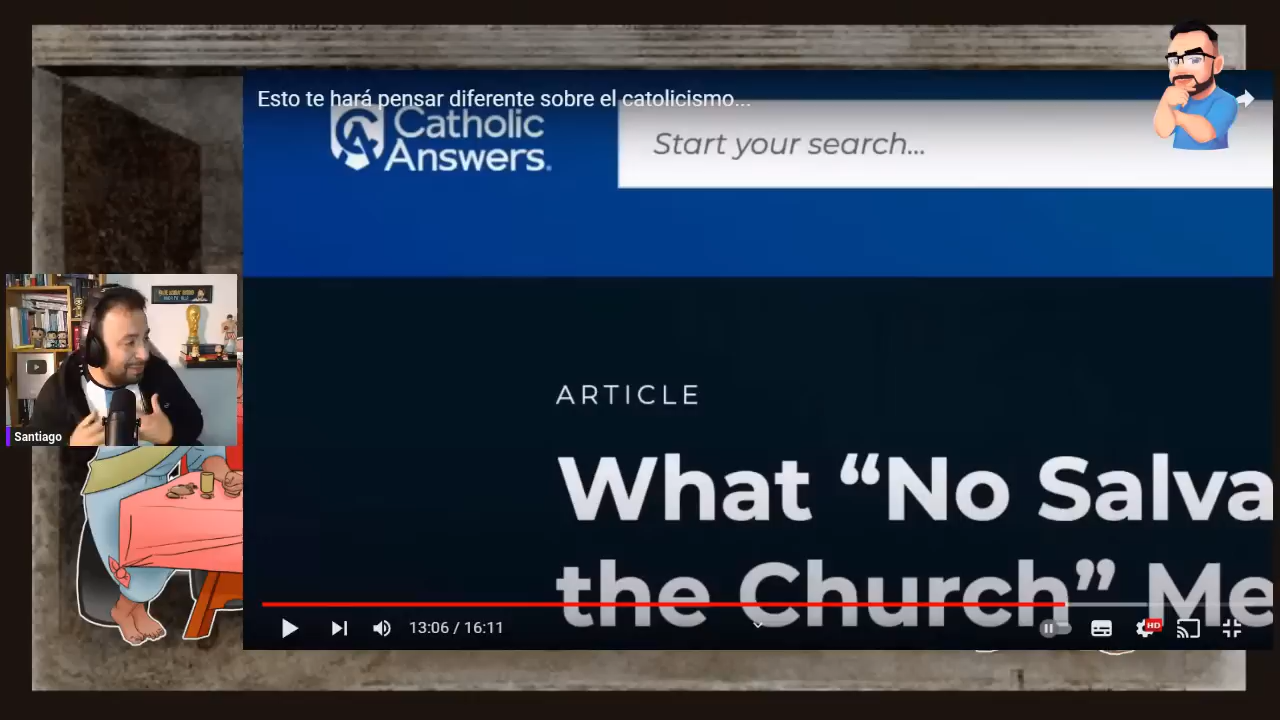 Esto te hará pensar diferente sobre el catolicismo...
Catholic
Answers.
Start your search...
ARTICLE
What “No Salva
the Church” Me
Santiago
13:06 / 16:11
HD